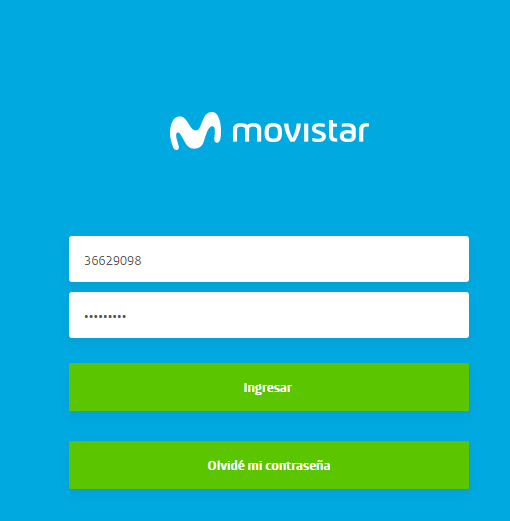 movistar
36629098
•••••••••
Ingresar
Olvidé mi contraseña